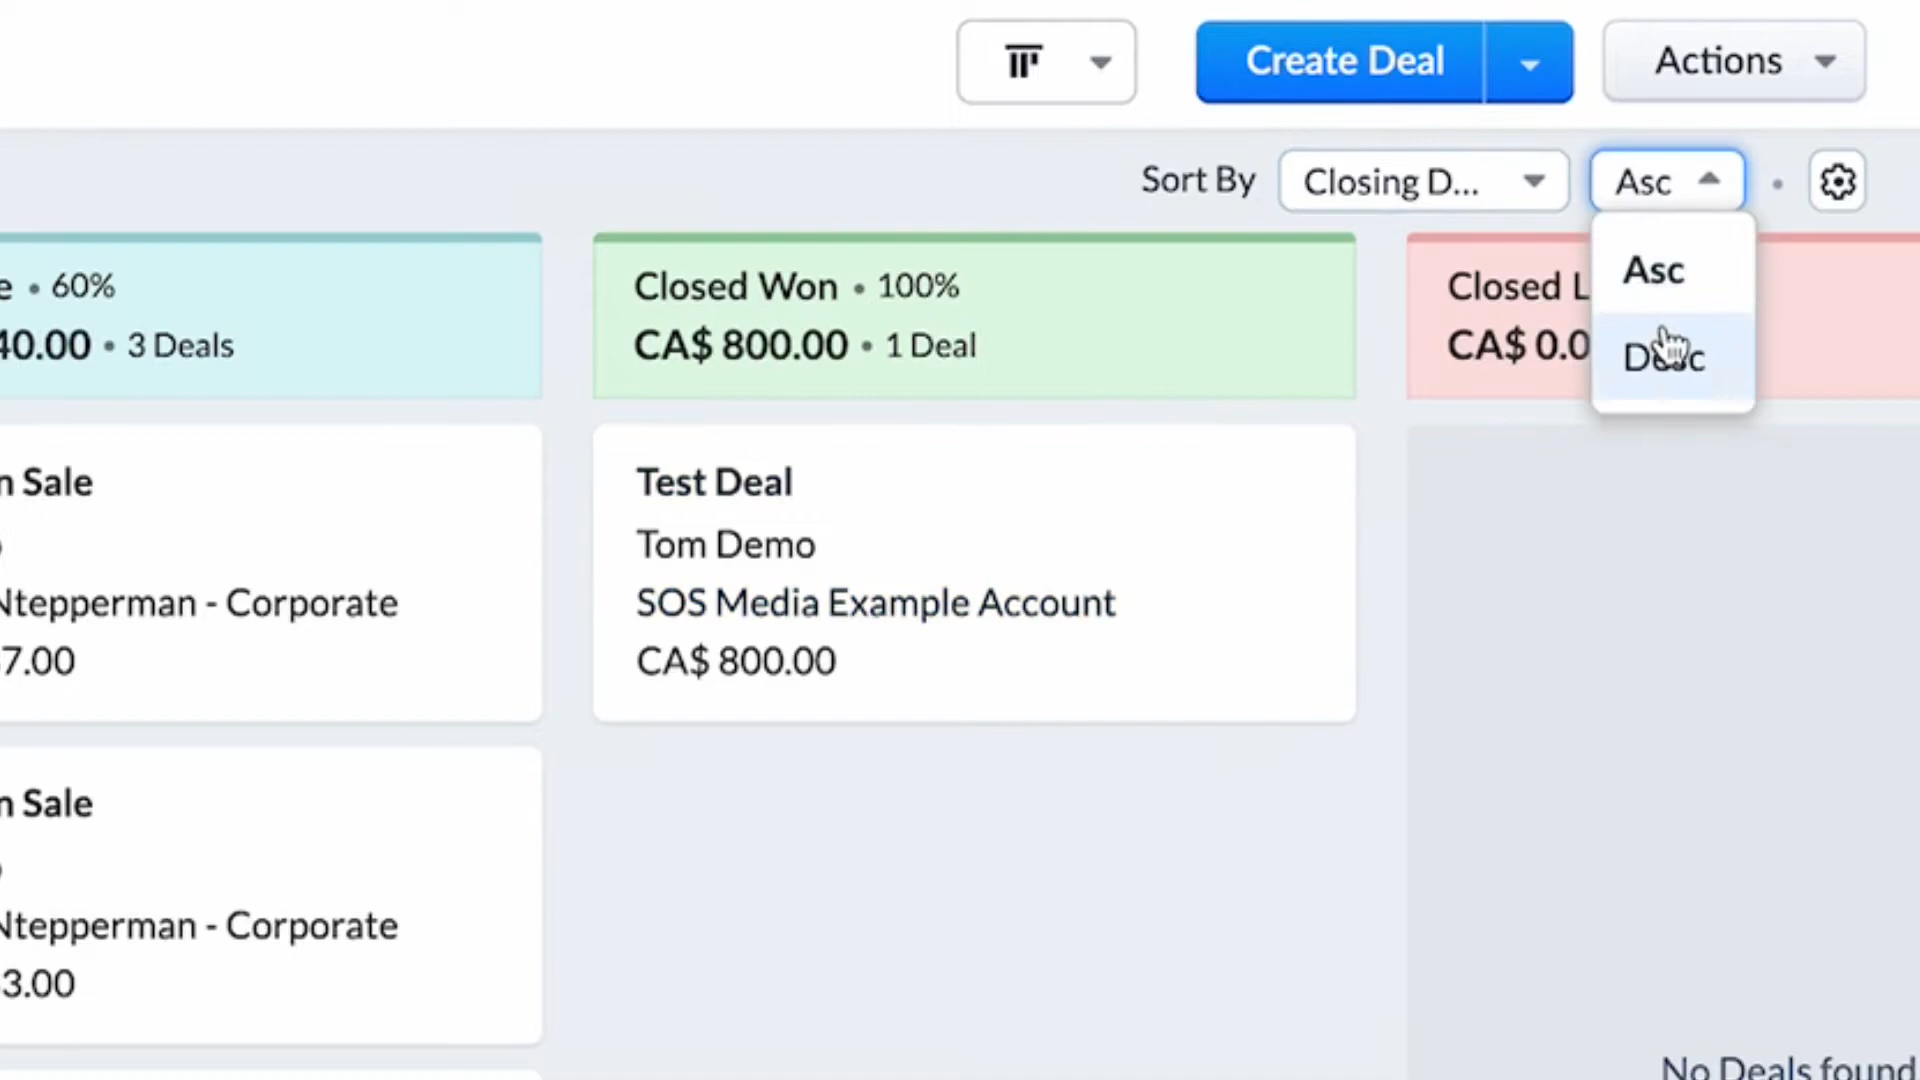 Create Deal
Actions
Sort By
Closing D...
Asc
Asc
e • 60%
40.00 • 3 Deals
Closed Won • 100%
CA$ 800.00 • 1 Deal
Closed L
CA$ 0.0
n Sale
Ntepperman - Corporate
7.00
Test Deal
Tom Demo
SOS Media Example Account
CA$ 800.00
n Sale
Ntepperman - Corporate
3.00
No Deals found